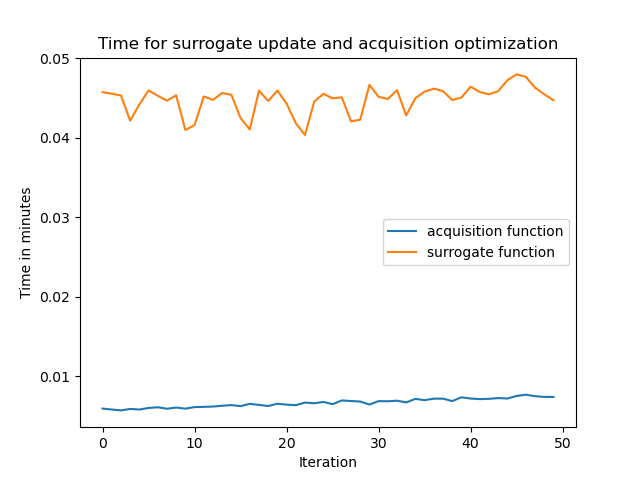 Time for surrogate update and acquisition optimization
0.05
0.04
0.03
0.02
0.01
Time in minutes
acquisition function
surrogate function
0 10 20 30 40 50
Iteration